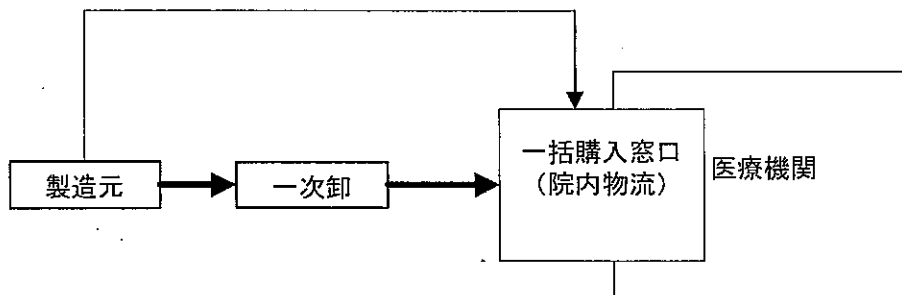 製造元
一次卸
一括購入窓口
（院内物流）
医療機関